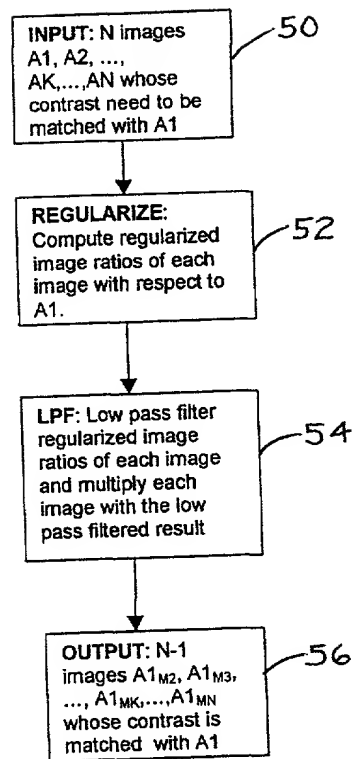 INPUT: N images
A1, A2, ...,
AK,...,AN whose
contrast need to be
matched with A1
50
REGULARIZE:
Compute regularized
image ratios of each
image with respect to
A1.
52
LPF: Low pass filter
regularized image
ratios of each image
and multiply each
image with the low
pass filtered result
54
OUTPUT: N-1
images A1M2, A1M3,
..., A1MK,...,A1MN
whose contrast is
matched with A1
56